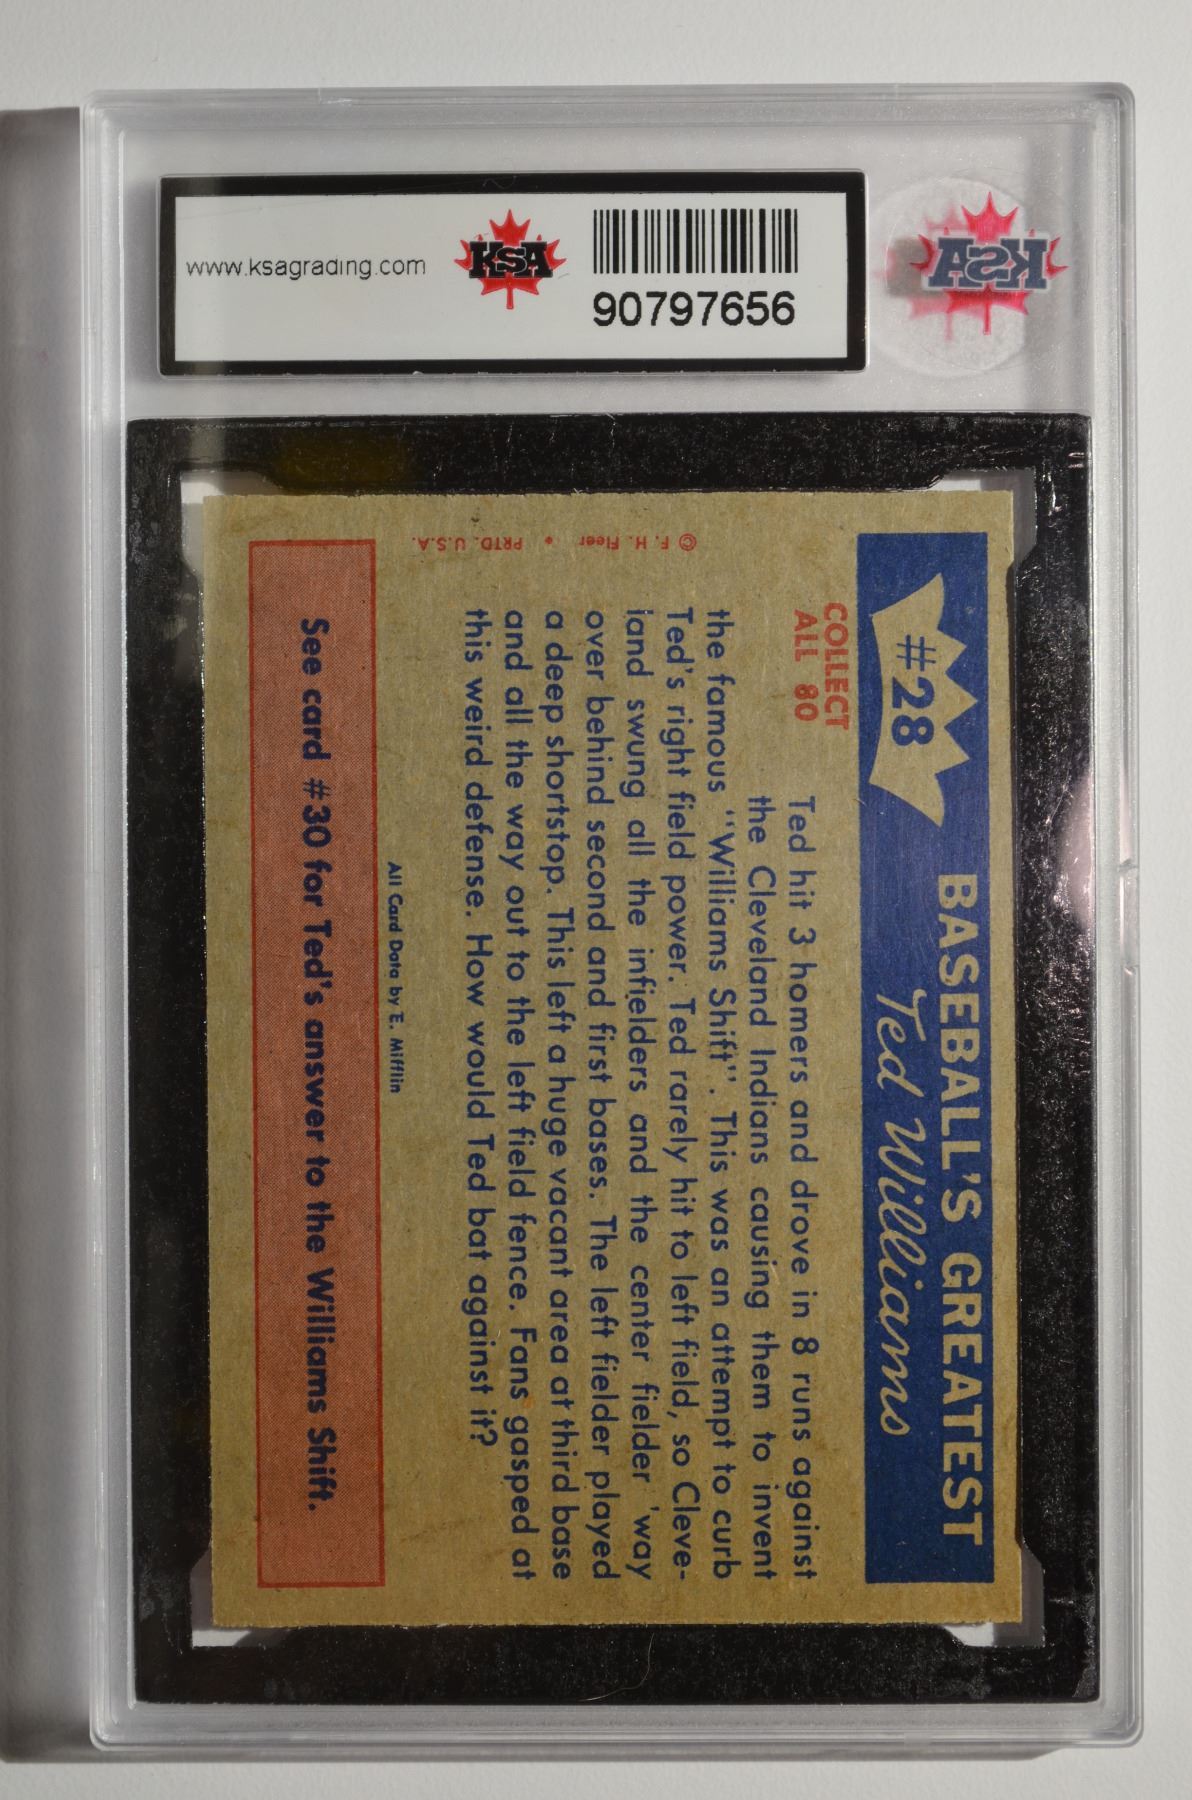 www.ksagrading.com
KSA
90797656
KSA
#28
BASEBALL'S GREATEST
Ted Williams
COLLECT
ALL 80
Ted hit 3 homers and drove in 8 runs against
the Cleveland Indians causing them to invent
the famous "Williams Shift". This was an attempt to curb
Ted's right field power. Ted rarely hit to left field, so Cleve-
land swung all the infielders and the center fielder 'way
over behind second and first bases. The left fielder played
a deep shortstop. This left a huge vacant area at third base
and all the way out to the left field fence. Fans gasped at
this weird defense. How would Ted bat against it?
All Card Data by E. Mifflin
See card #30 for Ted's answer to the Williams Shift.
© F. H. Fleer • PRTD. U.S.A.